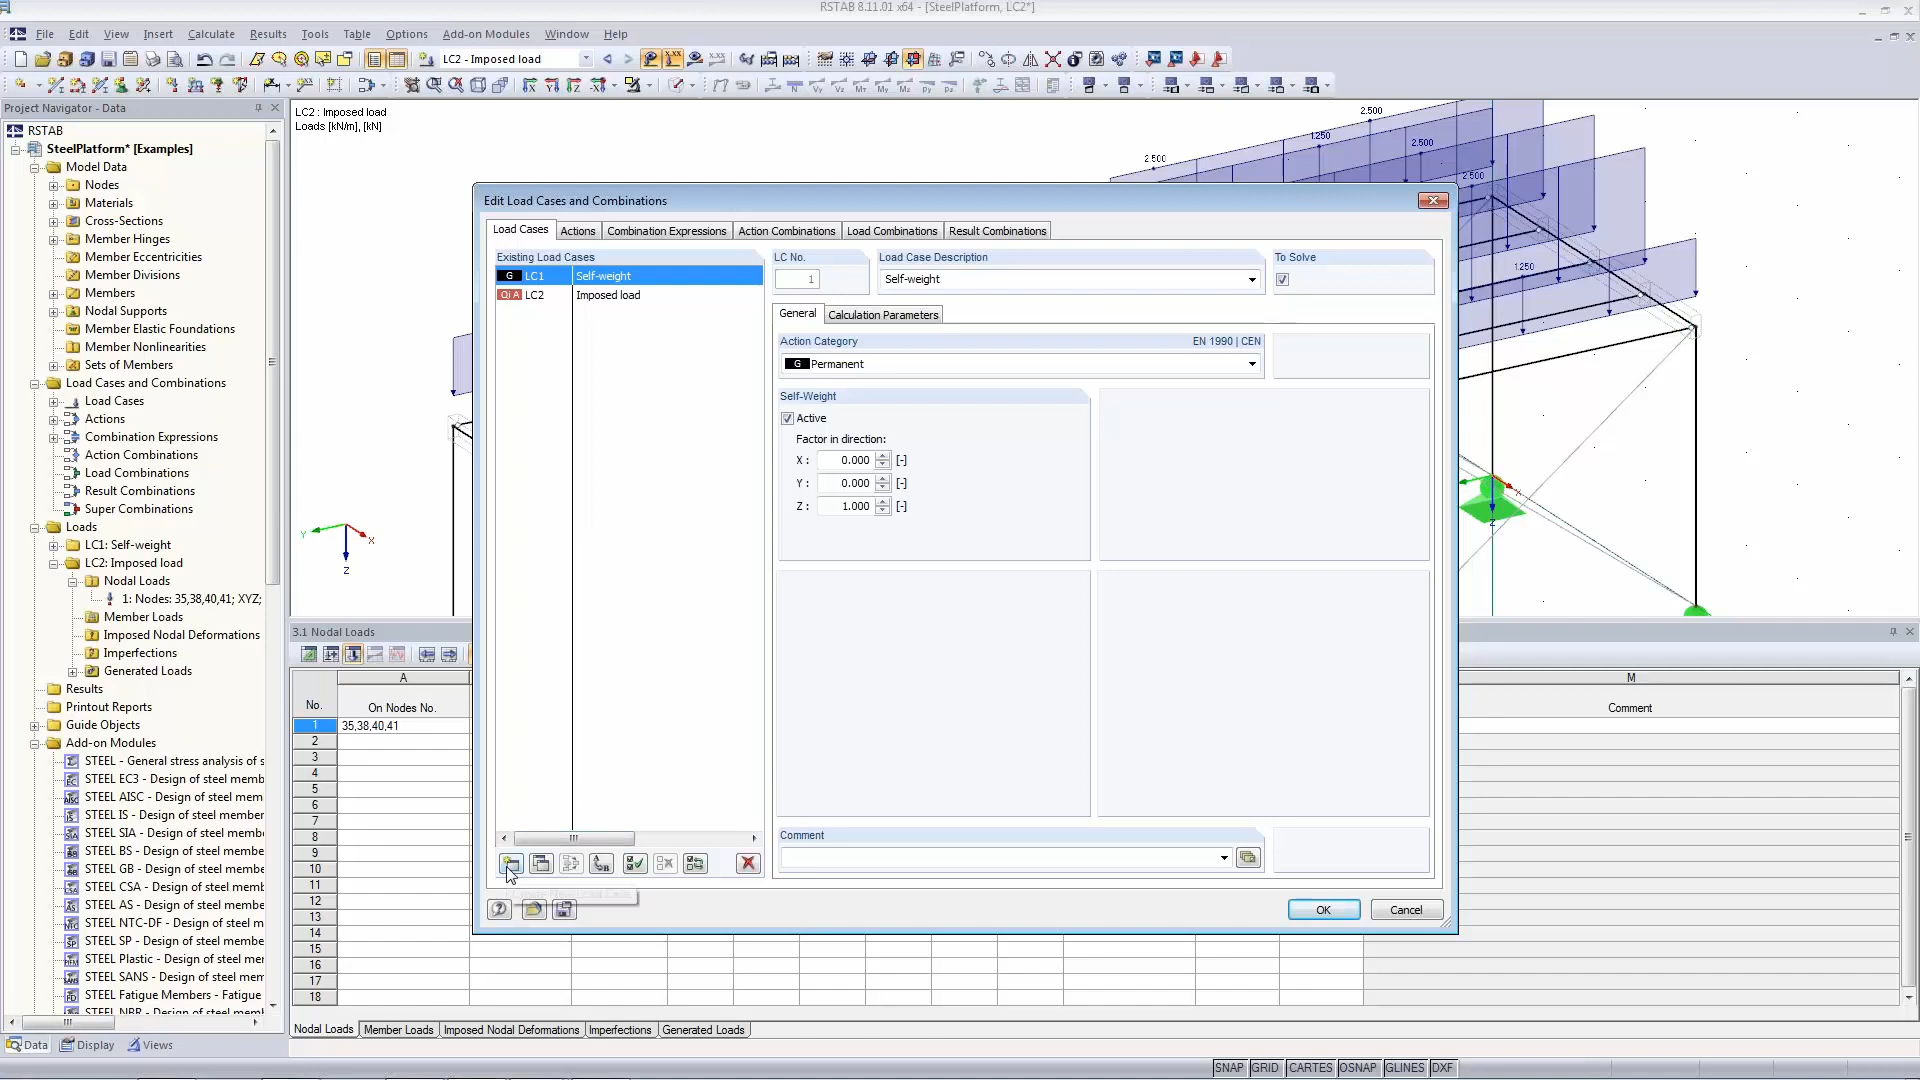 RSTAB 8.11.01 x64 - [SteelPlatform, LC2*]
File Edit View Insert Calculate Results Tools Table Options Add-on Modules Window Help
LC2 - Imposed load
Project Navigator - Data
RSTAB
SteelPlatform* [Examples]
Model Data
Nodes
Materials
Cross-Sections
Member Hinges
Member Eccentricities
Member Divisions
Members
Nodal Supports
Member Elastic Foundations
Member Nonlinearities
Sets of Members
Load Cases and Combinations
Load Cases
Actions
Combination Expressions
Action Combinations
Load Combinations
Result Combinations
Super Combinations
Loads
LC1: Self-weight
LC2: Imposed load
Nodal Loads
1: Nodes: 35,38,40,41; XYZ;
Member Loads
Imposed Nodal Deformations
Imperfections
Generated Loads
Results
Printout Reports
Guide Objects
Add-on Modules
STEEL - General stress analysis of s
STEEL EC3 - Design of steel memb
STEEL AISC - Design of steel mem
STEEL IS - Design of steel member
STEEL SIA - Design of steel membe
STEEL BS - Design of steel membe
STEEL GB - Design of steel membe
STEEL CSA - Design of steel memb
STEEL AS - Design of steel membe
STEEL NTC-DF - Design of steel me
STEEL SP - Design of steel membe
STEEL Plastic - Design of steel mem
STEEL SANS - Design of steel mem
STEEL Fatigue Members - Fatigue
STEEL NBR - Design of steel memb
Data Display Views
LC2 : Imposed load
Loads [kN/m], [kN]
2.500
1.250
2.500
2.500
2.500
1.250
Y X
Z
X
Z
Edit Load Cases and Combinations
Load Cases Actions Combination Expressions Action Combinations Load Combinations Result Combinations
Existing Load Cases
G LC1 Self-weight
Qi A LC2 Imposed load
LC No.
1
Load Case Description
Self-weight
To Solve
General Calculation Parameters
Action Category EN 1990 | CEN
G Permanent
Self-Weight
Active
Factor in direction:
X : 0.000 [-]
Y : 0.000 [-]
Z : 1.000 [-]
Comment
OK Cancel
3.1 Nodal Loads
A M
No. On Nodes No. Comment
1 35,38,40,41
2
3
4
5
6
7
8
9
10
11
12
13
14
15
16
17
18
Nodal Loads Member Loads Imposed Nodal Deformations Imperfections Generated Loads
SNAP GRID CARTES OSNAP GLINES DXF